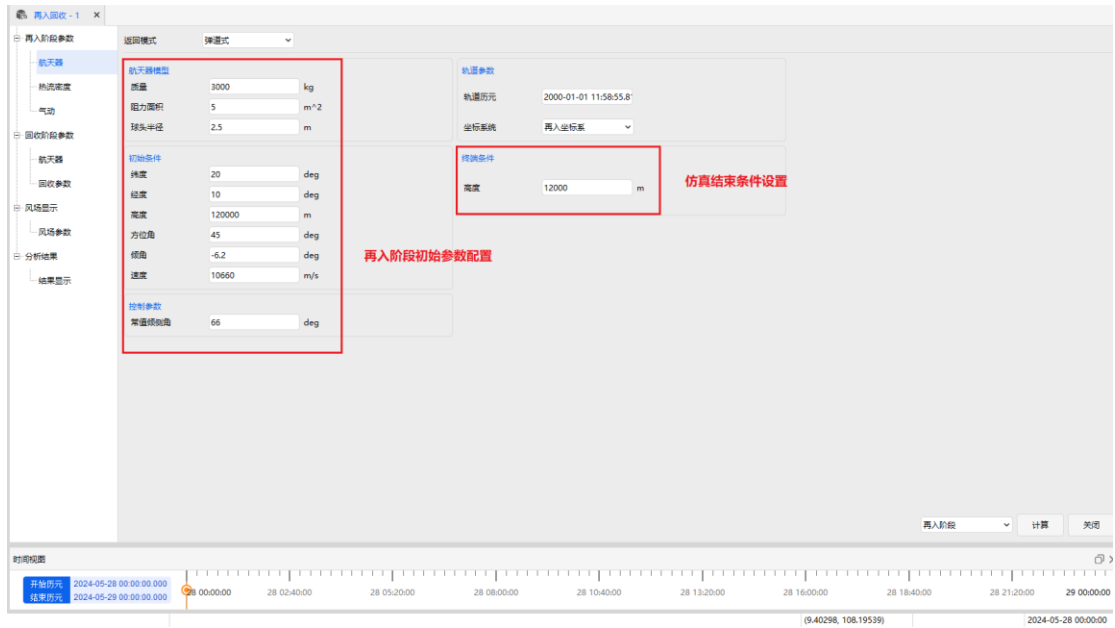 再入回收 - 1 ×
再入阶段参数
航天器
热流密度
气动
回收阶段参数
航天器
回收参数
风场显示
风场参数
分析结果
结果显示
返回模式 弹道式
航天器模型
质量 3000 kg
阻力面积 5 m^2
球头半径 2.5 m
初始条件
纬度 20 deg
经度 10 deg
高度 120000 m
方位角 45 deg
倾角 -6.2 deg
速度 10660 m/s
控制参数
常值倾侧角 66 deg
再入阶段初始参数配置
轨道参数
轨道历元 2000-01-01 11:58:55.8
坐标系统 再入坐标系
终端条件
高度 12000 m
仿真结束条件设置
再入阶段 计算 关闭
时间视图
开始历元 2024-05-28 00:00:00.000
结束历元 2024-05-29 00:00:00.000
28 00:00:00 28 02:40:00 28 05:20:00 28 08:00:00 28 10:40:00 28 13:20:00 28 16:00:00 28 18:40:00 28 21:20:00 29 00:00:00
(9.40298, 108.19539) 2024-05-28 00:00:00